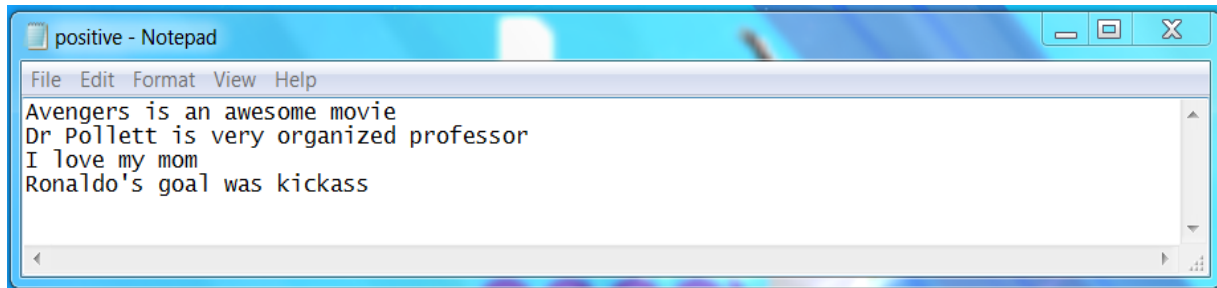 positive - Notepad
File Edit Format View Help
Avengers is an awesome movie
Dr Pollett is very organized professor
I love my mom
Ronaldo's goal was kickass